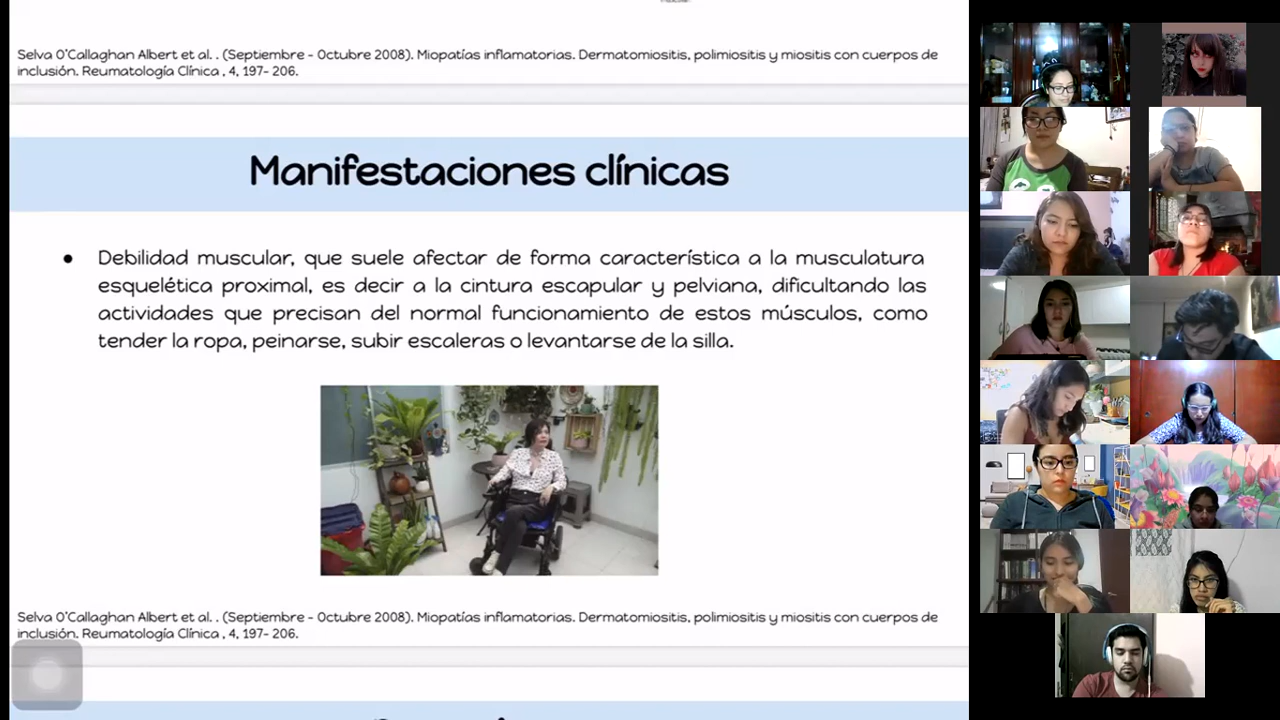 Selva O'Callaghan Albert et al. . (Septiembre - Octubre 2008). Miopatías inflamatorias. Dermatomiositis, polimiositis y miositis con cuerpos de
inclusión. Reumatología Clínica , 4, 197- 206.
Manifestaciones clínicas
● Debilidad muscular, que suele afectar de forma característica a la musculatura
esquelética proximal, es decir a la cintura escapular y pelviana, dificultando las
actividades que precisan del normal funcionamiento de estos músculos, como
tender la ropa, peinarse, subir escaleras o levantarse de la silla.
Selva O'Callaghan Albert et al. . (Septiembre - Octubre 2008). Miopatías inflamatorias. Dermatomiositis, polimiositis y miositis con cuerpos de
inclusión. Reumatología Clínica , 4, 197- 206.